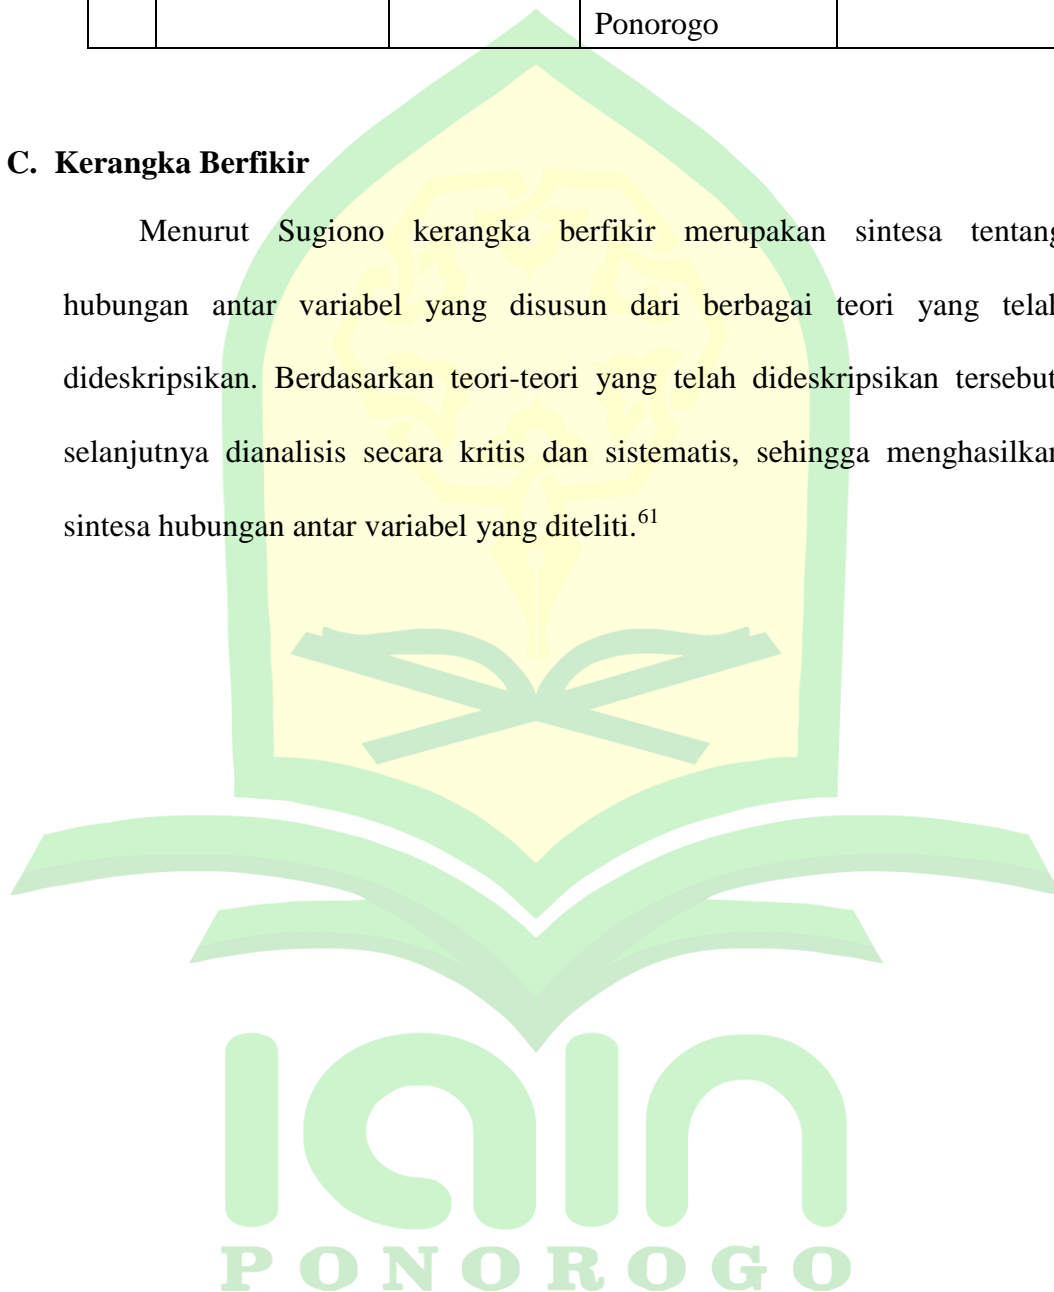 Ponorogo
C. Kerangka Berfikir
Menurut Sugiono kerangka berfikir merupakan sintesa tentang
hubungan antar variabel yang disusun dari berbagai teori yang telah
dideskripsikan. Berdasarkan teori-teori yang telah dideskripsikan tersebut
selanjutnya dianalisis secara kritis dan sistematis, sehingga menghasilkan
sintesa hubungan antar variabel yang diteliti.61
iain
PONOROGO